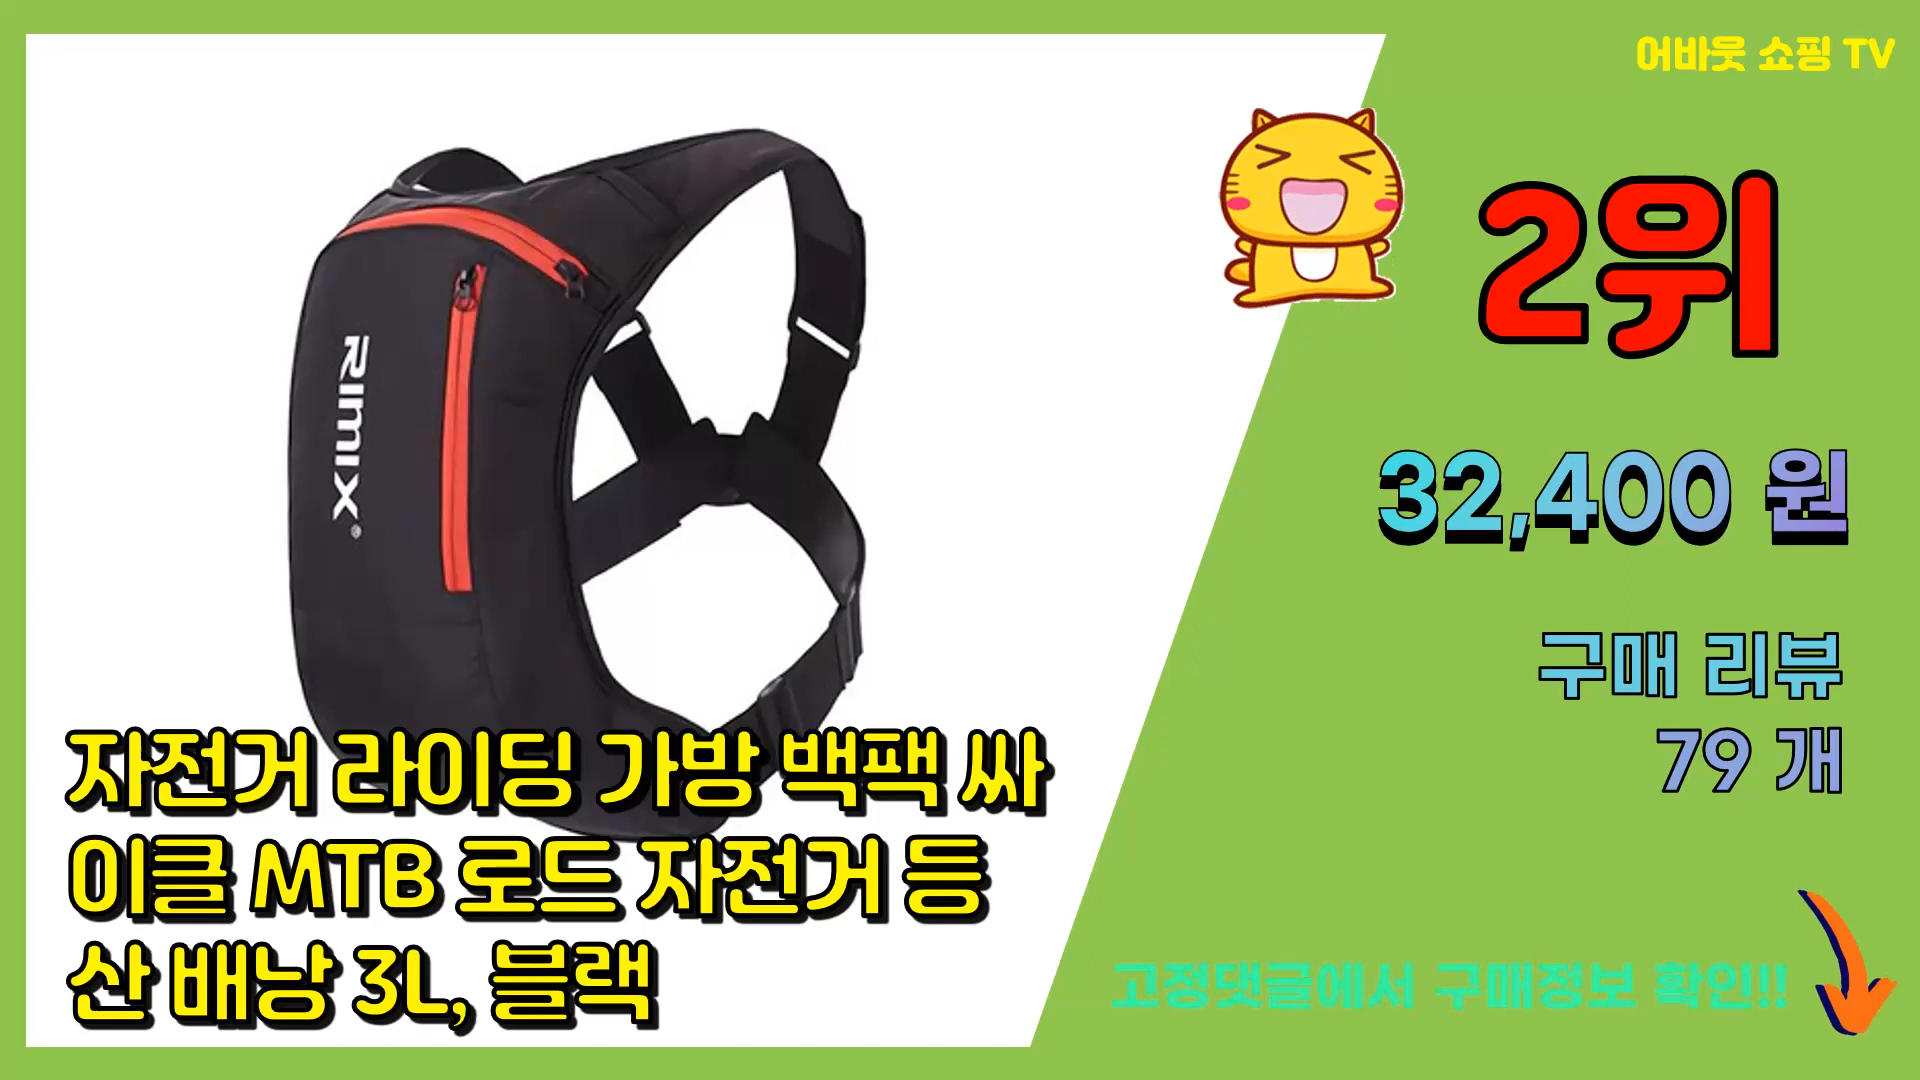 어바웃 쇼핑 TV
2위
RIMIX®
32,400 원
구매 리뷰
79 개
자전거 라이딩 가방 백팩 싸
이클 MTB 로드 자전거 등
산 배낭 3L, 블랙
고정댓글에서 구매정보 확인!!